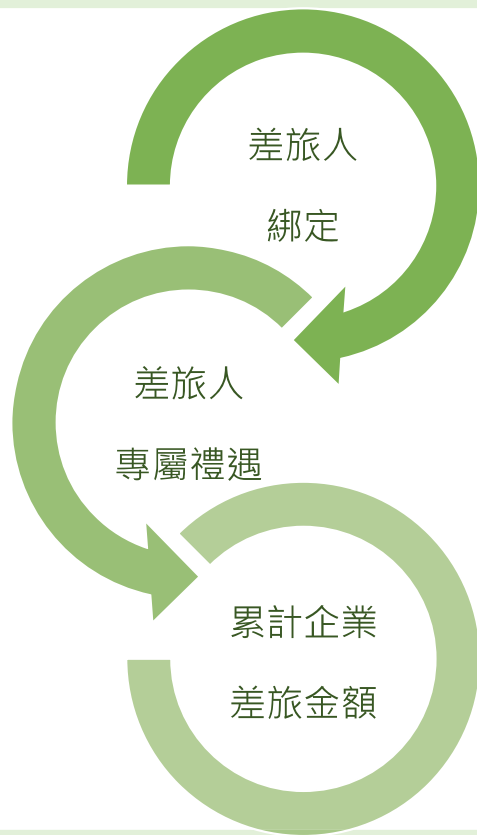 差旅人
綁定
差旅人
專屬禮遇
累計企業
差旅金額